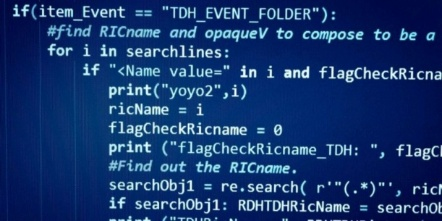 if(item_Event == "TDH_EVENT_FOLDER"):
#find RICname and opaqueV to compose to be a
for i in searchlines:
if "<Name value=" in i and flagCheckRicna
print("yoyo2",i)
ricName = i
flagCheckRicname = 0
print ("flagCheckricname_TDH: ", flagC
#Find out the RICname.
searchObj1 = re.search( r'"(.*)"', ric
if searchObj1: RDHTDHRicName = searchO